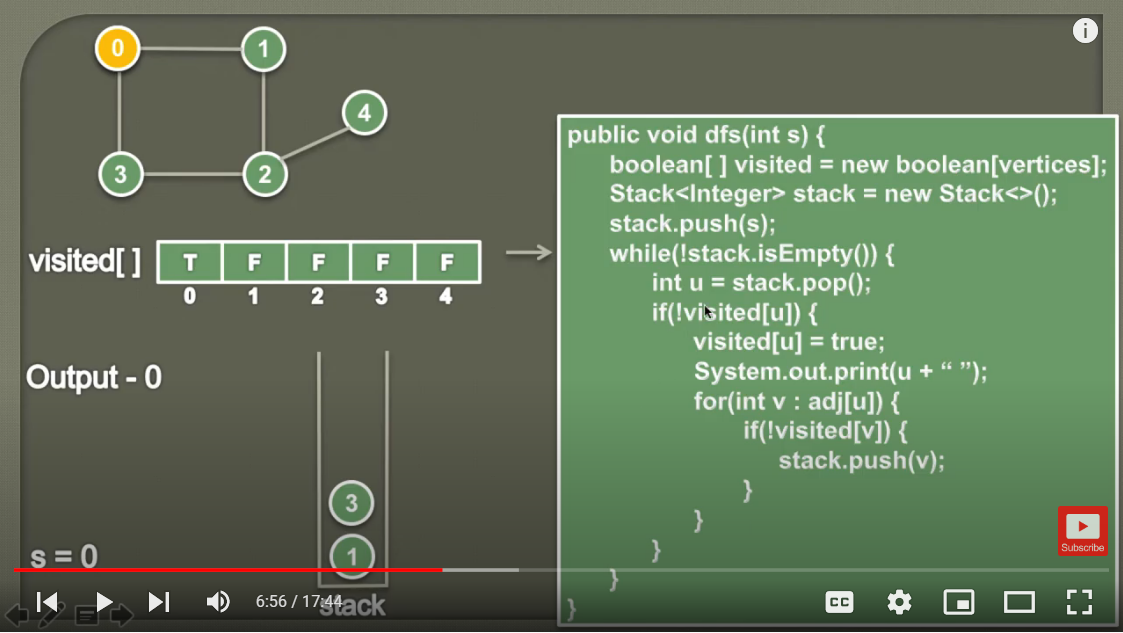 0
1
4
3
2
visited[ ]
T F F F F
0 1 2 3 4
Output - 0
3
1
s = 0
stack
public void dfs(int s) {
boolean[ ] visited = new boolean[vertices];
Stack<Integer> stack = new Stack<>();
stack.push(s);
while(!stack.isEmpty()) {
int u = stack.pop();
if(!visited[u]) {
visited[u] = true;
System.out.print(u + “ ”);
for(int v : adj[u]) {
if(!visited[v]) {
stack.push(v);
}
}
}
}
}
i
Subscribe
6:56 / 17:44
CC